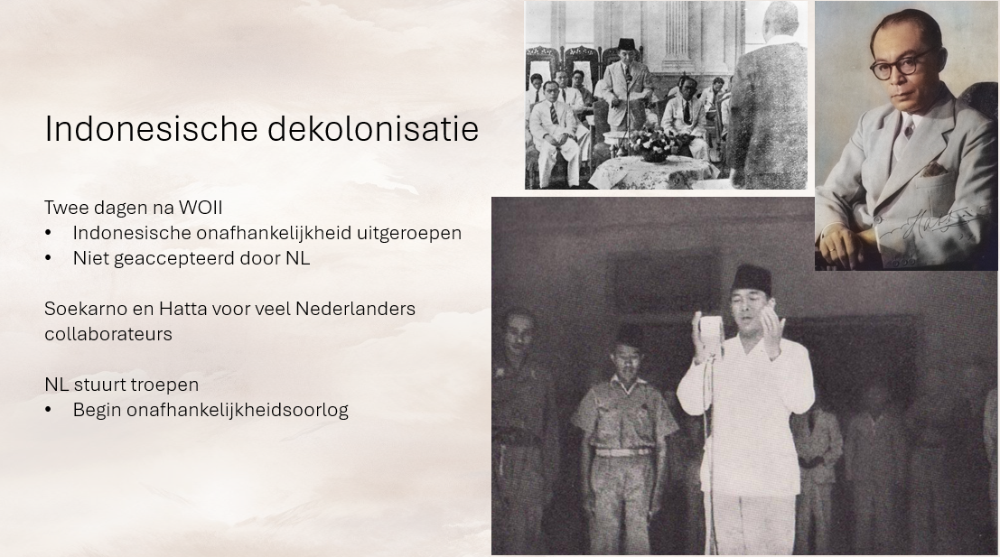 Indonesische dekolonisatie
Twee dagen na WOII
• Indonesische onafhankelijkheid uitgeroepen
• Niet geaccepteerd door NL
Soekarno en Hatta voor veel Nederlanders
collaborateurs
NL stuurt troepen
• Begin onafhankelijkheidsoorlog